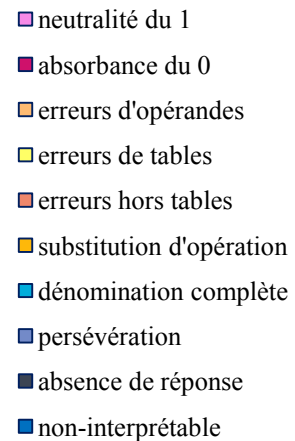 neutralité du 1
absorbance du 0
erreurs d'opérandes
erreurs de tables
erreurs hors tables
substitution d'opération
dénomination complète
persévération
absence de réponse
non-interprétable